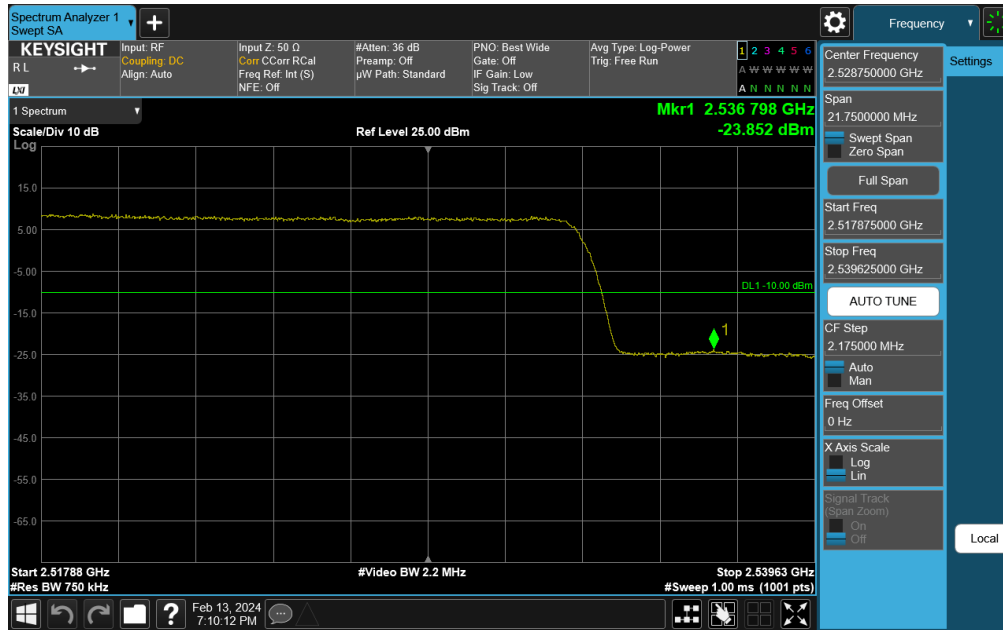 Spectrum Analyzer 1
Swept SA
Frequency
KEYSIGHT
R L
LXI
Input: RF
Coupling: DC
Align: Auto
Input Z: 50 Ω
Corr CCorr RCal
Freq Ref: Int (S)
NFE: Off
#Atten: 36 dB
Preamp: Off
µW Path: Standard
PNO: Best Wide
Gate: Off
IF Gain: Low
Sig Track: Off
Avg Type: Log-Power
Trig: Free Run
1 2 3 4 5 6
A W W W W W
A N N N N N
1 Spectrum
Scale/Div 10 dB
Log
Ref Level 25.00 dBm
Mkr1 2.536 798 GHz
-23.852 dBm
15.0
5.00
-5.00
DL1 -10.00 dBm
-15.0
1
-25.0
-35.0
-45.0
-55.0
-65.0
Start 2.51788 GHz
#Video BW 2.2 MHz
Stop 2.53963 GHz
#Res BW 750 kHz
#Sweep 1.00 ms (1001 pts)
Feb 13, 2024
7:10:12 PM
Center Frequency
2.528750000 GHz
Span
21.7500000 MHz
Swept Span
Zero Span
Full Span
Start Freq
2.517875000 GHz
Stop Freq
2.539625000 GHz
AUTO TUNE
CF Step
2.175000 MHz
Auto
Man
Freq Offset
0 Hz
X Axis Scale
Log
Lin
Signal Track
(Span Zoom)
On
Off
Settings
Local